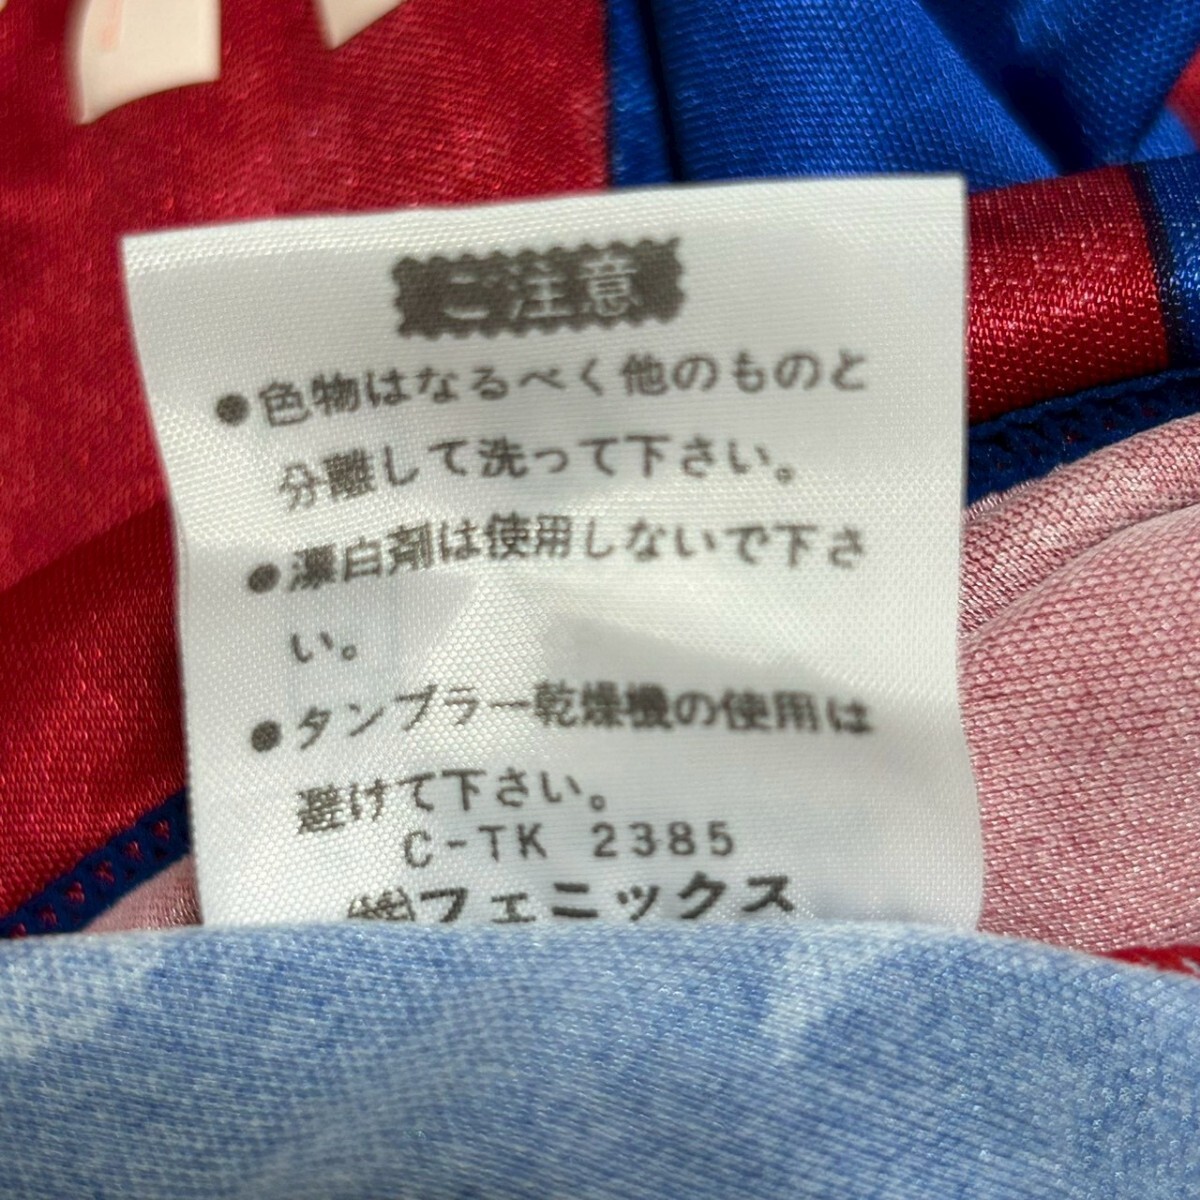 ご注意
●色物はなるべく他のものと
分離して洗って下さい。
●漂白剤は使用しないで下さ
い。
●タンブラー乾燥機の使用は
避けて下さい。
C-TK 2385
㈱フェニックス